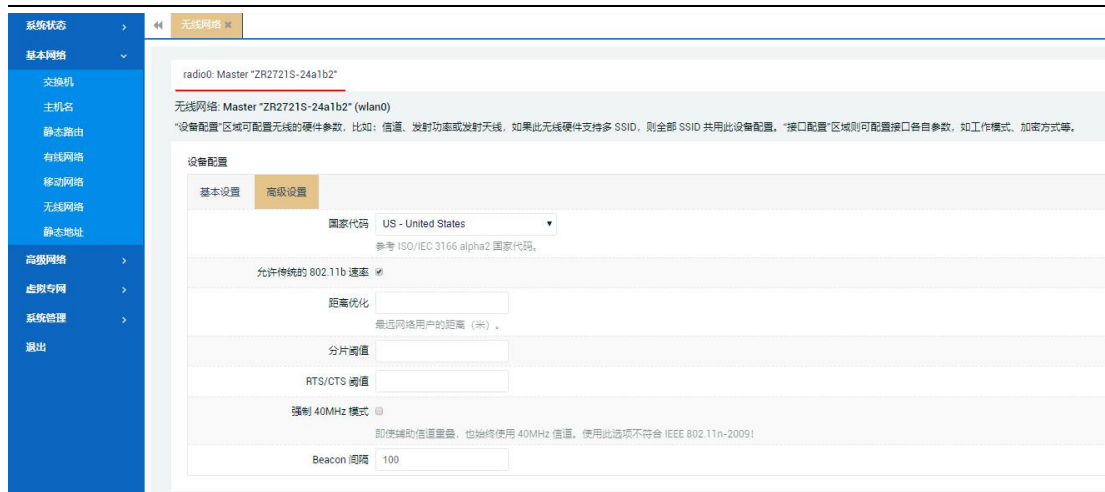 系统状态
基本网络
交换机
主机名
静态路由
有线网络
移动网络
无线网络
静态地址
高级网络
虚拟专网
系统管理
退出
无线网络
radio0: Master "ZR2721S-24a1b2"
无线网络: Master "ZR2721S-24a1b2" (wlan0)
“设备配置”区域可配置无线的硬件参数，比如：信道、发射功率或发射天线，如果此无线硬件支持多 SSID，则全部 SSID 共用此设备配置。“接口配置”区域则可配置接口各自参数，如工作模式、加密方式等。
设备配置
基本设置 高级设置
国家代码 US - United States
参考 ISO/IEC 3166 alpha2 国家代码。
允许传统的 802.11b 速率
距离优化
最远网络用户的距离（米）。
分片阈值
RTS/CTS 阈值
强制 40MHz 模式
即使辅助信道重叠，也始终使用 40MHz 信道。使用此选项不符合 IEEE 802.11n-2009!
Beacon 间隔 100